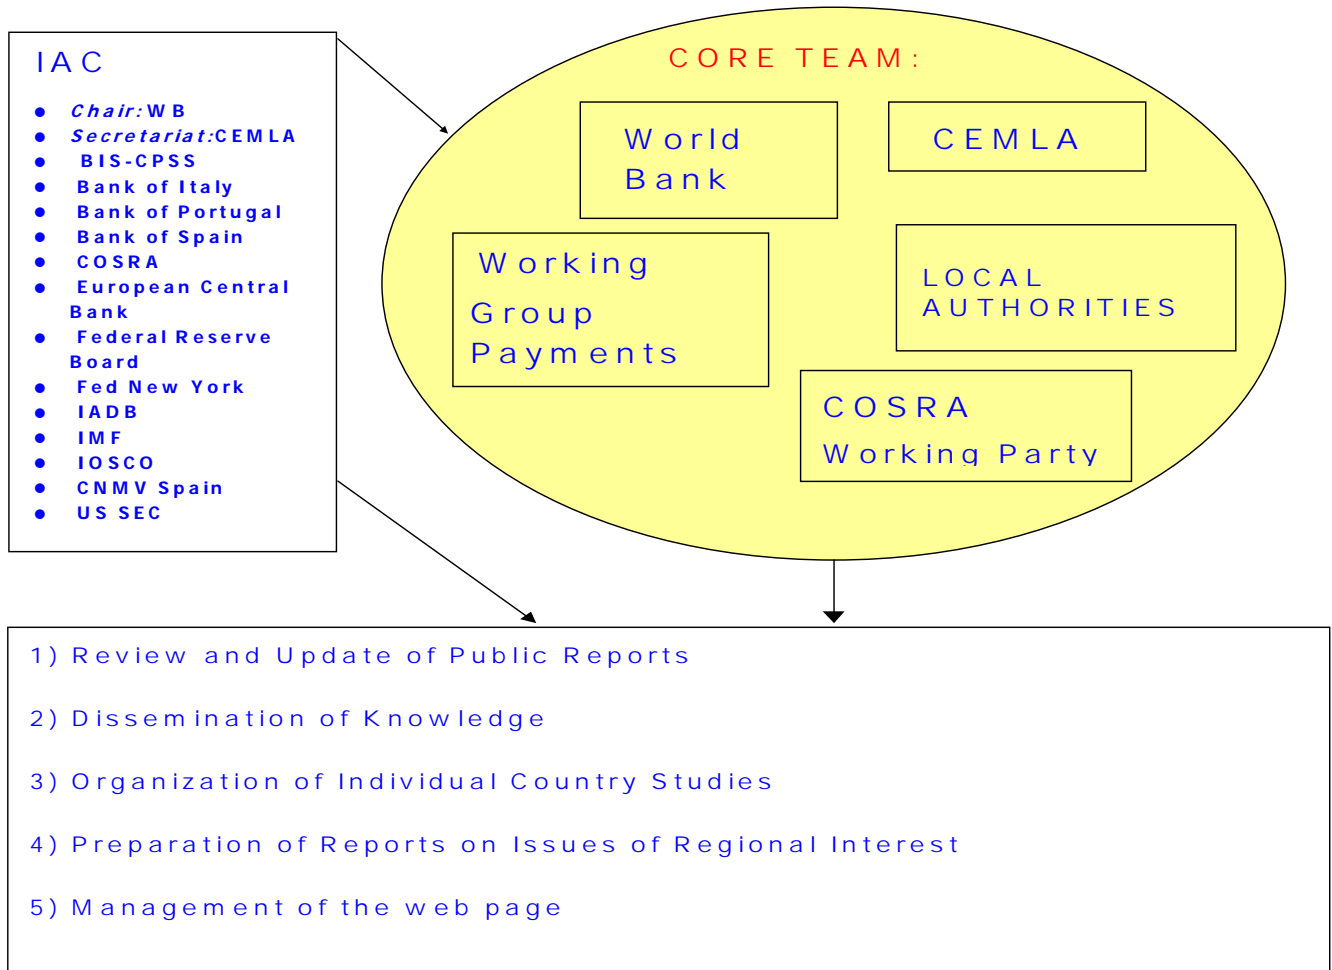 IAC
● Chair: WB
● Secretariat: CEMLA
● BIS-CPSS
● Bank of Italy
● Bank of Portugal
● Bank of Spain
● COSRA
● European Central
Bank
● Federal Reserve
Board
● Fed New York
● IADB
● IMF
● IOSCO
● CNMV Spain
● US SEC
CORE TEAM:
World
Bank
CEMLA
Working
Group
Payments
LOCAL
AUTHORITIES
COSRA
Working Party
1) Review and Update of Public Reports
2) Dissemination of Knowledge
3) Organization of Individual Country Studies
4) Preparation of Reports on Issues of Regional Interest
5) Management of the web page